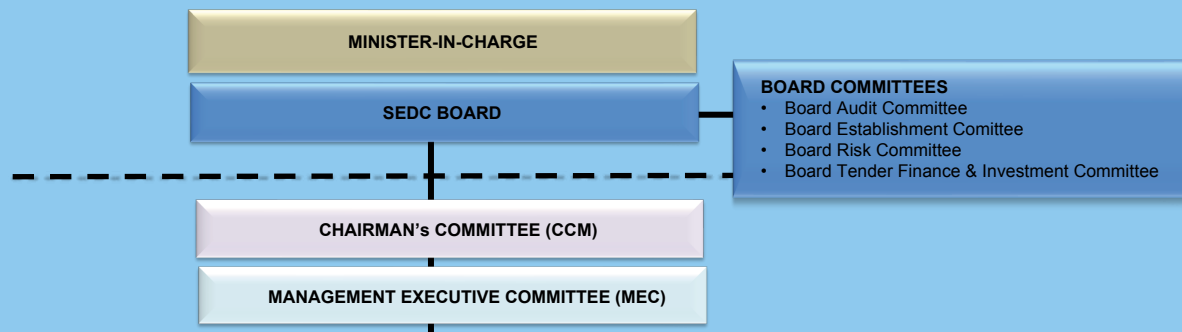 MINISTER-IN-CHARGE
SEDC BOARD
BOARD COMMITTEES
• Board Audit Committee
• Board Establishment Comittee
• Board Risk Committee
• Board Tender Finance & Investment Committee
CHAIRMAN's COMMITTEE (CCM)
MANAGEMENT EXECUTIVE COMMITTEE (MEC)